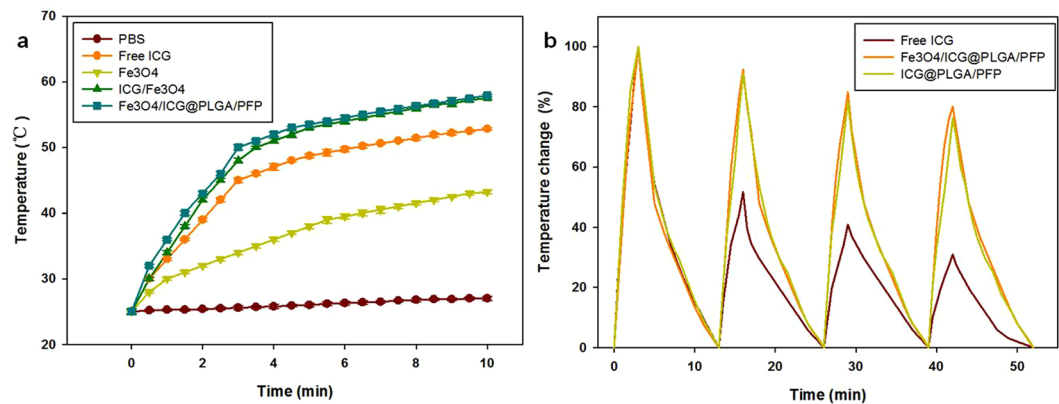 a
70
60
50
40
30
20
Temperature (℃)
PBS
Free ICG
Fe3O4
ICG/Fe3O4
Fe3O4/ICG@PLGA/PFP
0 2 4 6 8 10
Time (min)
b
100
80
60
40
20
0
Temperature change (%)
Free ICG
Fe3O4/ICG@PLGA/PFP
ICG@PLGA/PFP
0 10 20 30 40 50
Time (min)